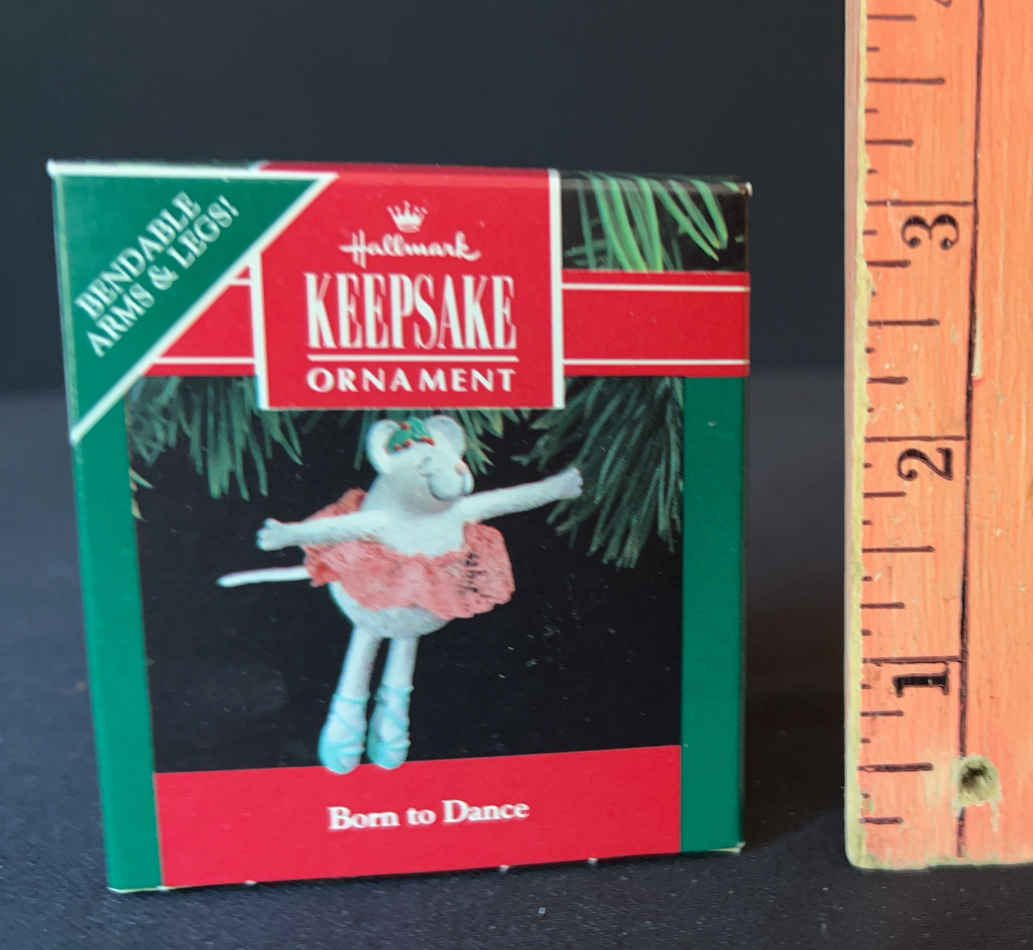 BENDABLE
ARMS & LEGS!
Hallmark
KEEPSAKE
ORNAMENT
Born to Dance
3
2
1